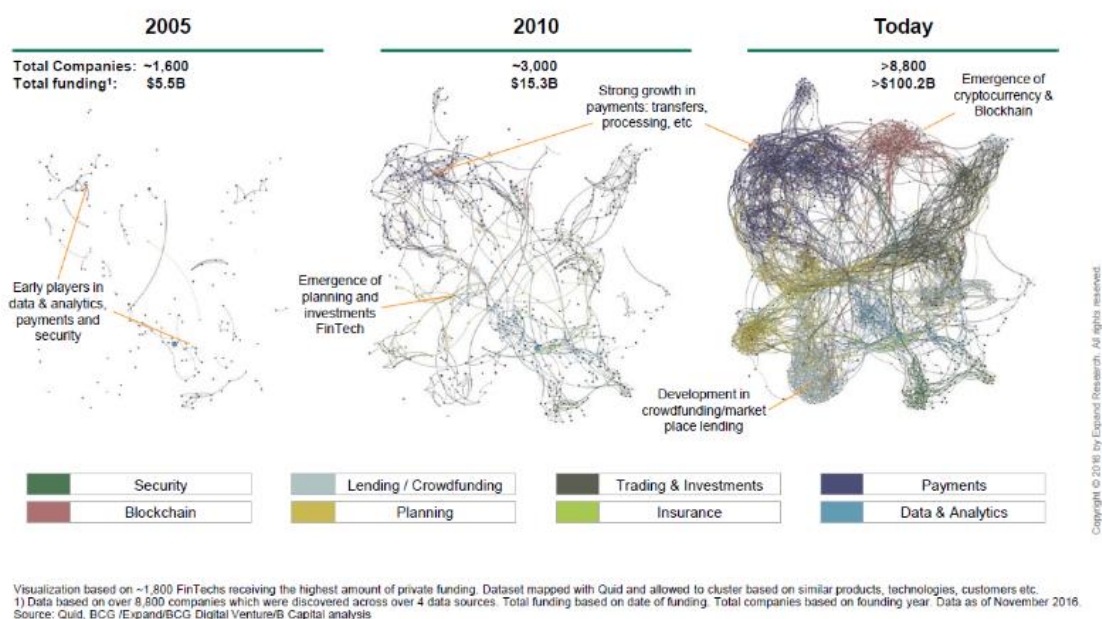 2005
2010
Today
Total Companies: ~1,600
~3,000
>8,800
Total funding¹: $5.5B
$15.3B
>$100.2B
Strong growth in
payments: transfers,
processing, etc
Emergence of
cryptocurrency &
Blockhain
Early players in
data & analytics,
payments and
security
Emergence of
planning and
investments
FinTech
Development in
crowdfunding/market
place lending
Security
Lending / Crowdfunding
Trading & Investments
Payments
Blockchain
Planning
Insurance
Data & Analytics
Copyright © 2016 by Expand Research. All rights reserved.
Visualization based on ~1,800 FinTechs receiving the highest amount of private funding. Dataset mapped with Quid and allowed to cluster based on similar products, technologies, customers etc.
1) Data based on over 8,800 companies which were discovered across over 4 data sources. Total funding based on date of funding. Total companies based on founding year. Data as of November 2016.
Source: Quid, BCG /Expand/BCG Digital Venture/B Capital analysis